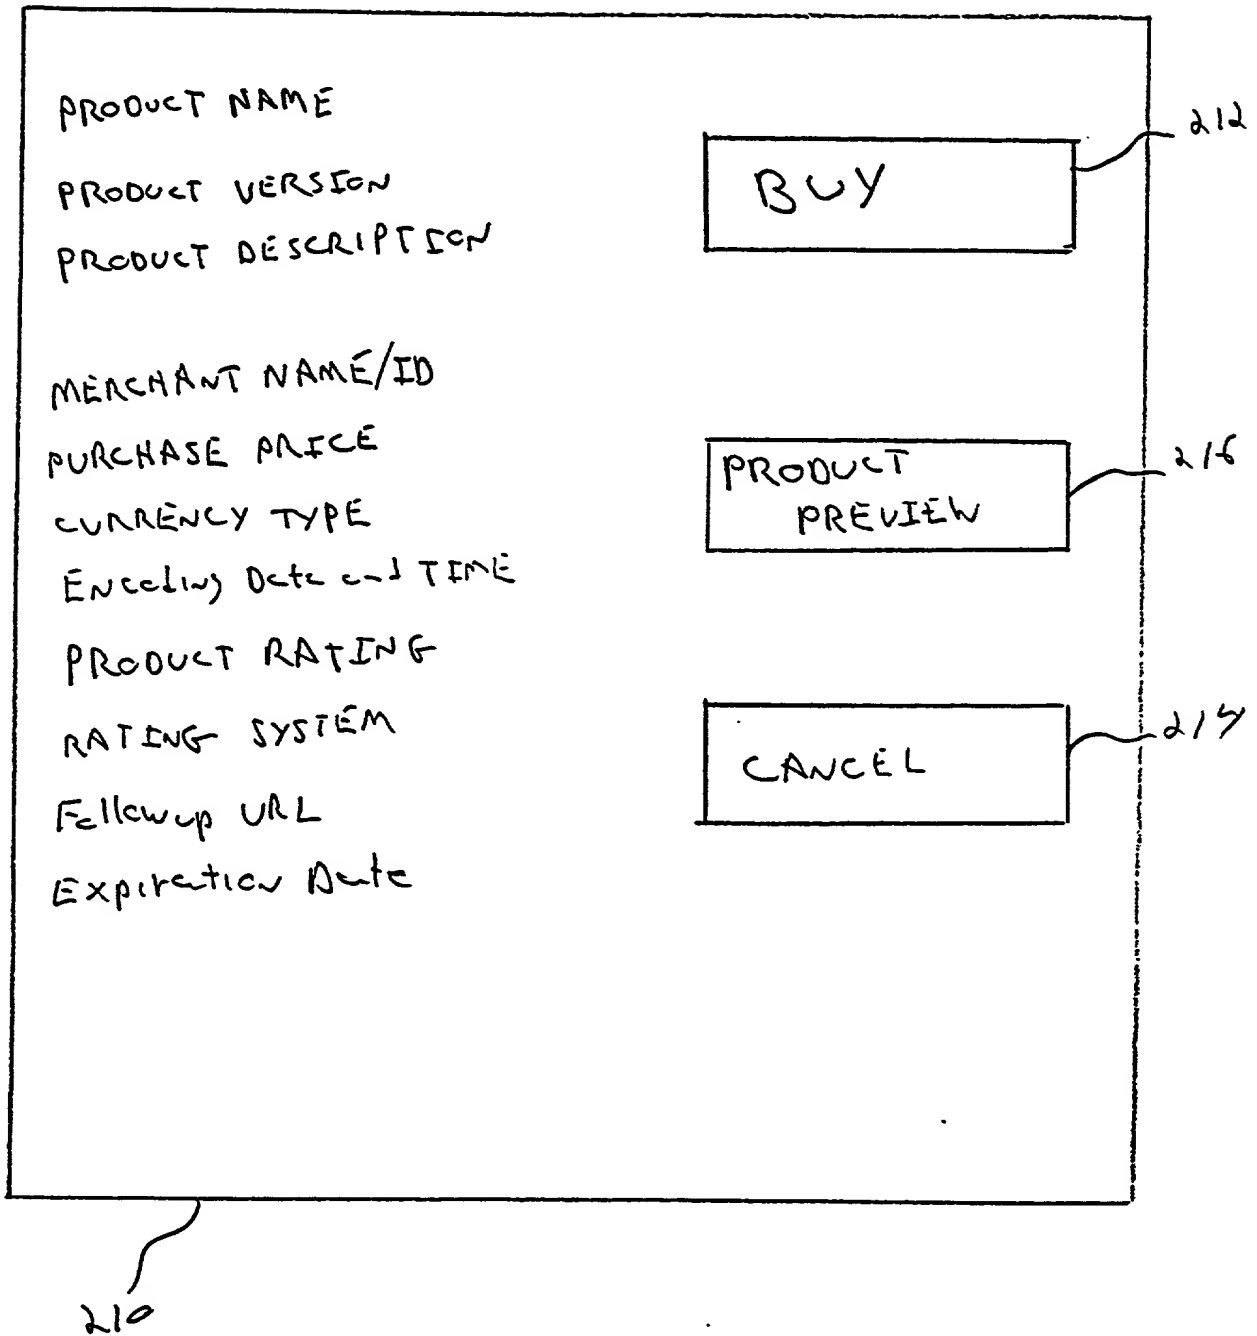 PRODUCT NAME
PRODUCT VERSION
PRODUCT DESCRIPTION
MERCHANT NAME/ID
PURCHASE PRICE
CURRENCY TYPE
Encoding Date and TIME
PRODUCT RATING
RATING SYSTEM
Followup URL
Expiration Date
BUY
212
PRODUCT
PREVIEW
216
CANCEL
214
210